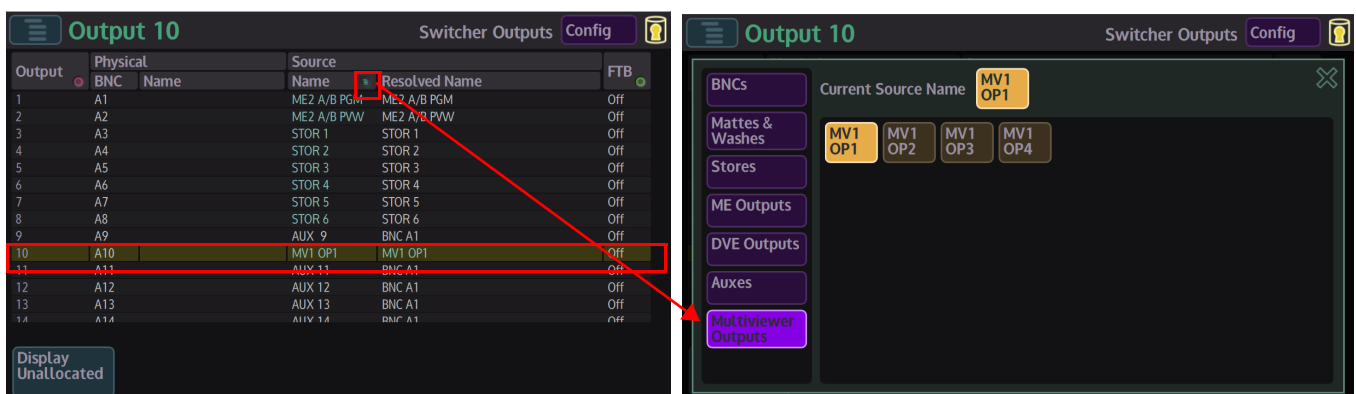 Output 10 Switcher Outputs Config
Output Physical Source FTB
BNC Name Name Resolved Name
1 A1 ME2 A/B PGM ME2 A/B PGM Off
2 A2 ME2 A/B PVW ME2 A/B PVW Off
3 A3 STOR 1 STOR 1 Off
4 A4 STOR 2 STOR 2 Off
5 A5 STOR 3 STOR 3 Off
6 A6 STOR 4 STOR 4 Off
7 A7 STOR 5 STOR 5 Off
8 A8 STOR 6 STOR 6 Off
9 A9 AUX 9 BNC A1 Off
10 A10 MV1 OP1 MV1 OP1 Off
11 A11 AUX 11 BNC A1 Off
12 A12 AUX 12 BNC A1 Off
13 A13 AUX 13 BNC A1 Off
14 A14 AUX 14 BNC A1 Off
Display
Unallocated
Output 10 Switcher Outputs Config
BNCs
Mattes &
Washes
Stores
ME Outputs
DVE Outputs
Auxes
Multiviewer
Outputs
Current Source Name MV1
OP1
MV1 MV1 MV1 MV1
OP1 OP2 OP3 OP4